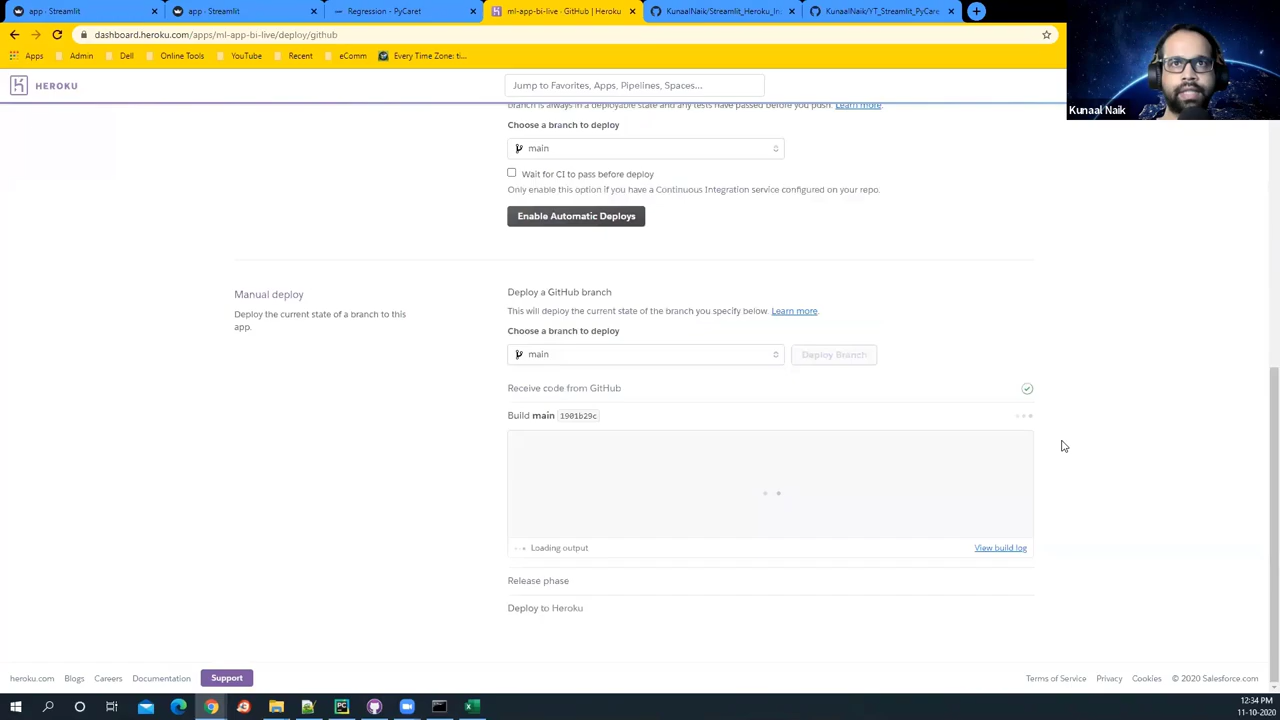 app · Streamlit
app · Streamlit
Regression - PyCaret
ml-app-bi-live · GitHub | Heroku
KunaalNaik/Streamlit_Heroku_In
KunaalNaik/YT_Streamlit_PyCare
dashboard.heroku.com/apps/ml-app-bi-live/deploy/github
Apps
Admin
Dell
Online Tools
YouTube
Recent
eComm
Every Time Zone: ti...
HEROKU
Jump to Favorites, Apps, Pipelines, Spaces...
Kunaal Naik
branch is always in a deployable state and any tests have passed before you push. Learn more.
Choose a branch to deploy
main
Wait for CI to pass before deploy
Only enable this option if you have a Continuous Integration service configured on your repo.
Enable Automatic Deploys
Manual deploy
Deploy the current state of a branch to this
app.
Deploy a GitHub branch
This will deploy the current state of the branch you specify below. Learn more.
Choose a branch to deploy
main
Deploy Branch
Receive code from GitHub
Build main 1901b29c
Loading output
View build log
Release phase
Deploy to Heroku
heroku.com
Blogs
Careers
Documentation
Support
Terms of Service
Privacy
Cookies
© 2020 Salesforce.com
12:34 PM
11-10-2020